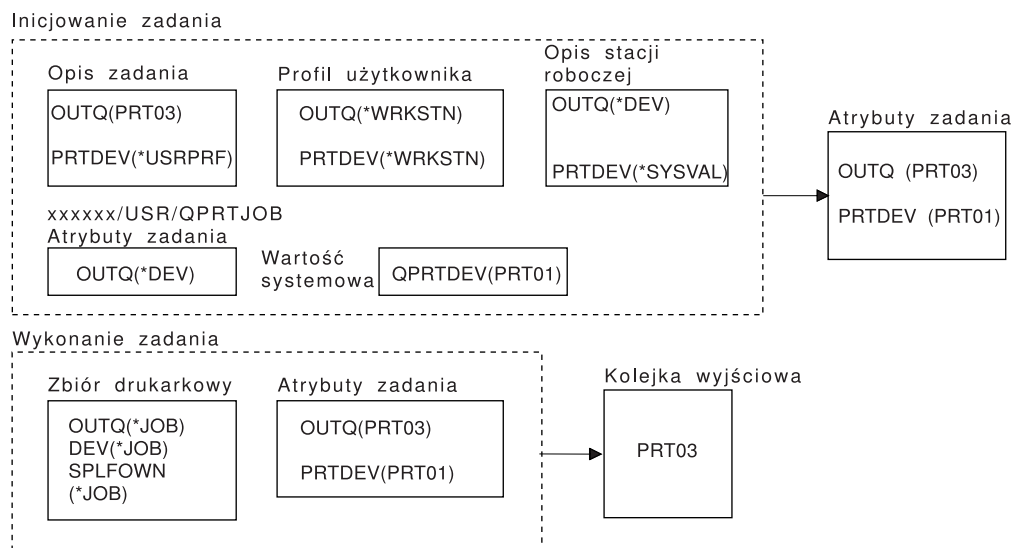 Inicjowanie zadania
Opis zadania
OUTQ(PRT03)
PRTDEV(*USRPRF)
Profil użytkownika
OUTQ(*WRKSTN)
PRTDEV(*WRKSTN)
Opis stacji
roboczej
OUTQ(*DEV)
PRTDEV(*SYSVAL)
Atrybuty zadania
OUTQ (PRT03)
PRTDEV (PRT01)
xxxxxx/USR/QPRTJOB
Atrybuty zadania
OUTQ(*DEV)
Wartość
systemowa
QPRTDEV(PRT01)
Wykonanie zadania
Zbiór drukarkowy
OUTQ(*JOB)
DEV(*JOB)
SPLFOWN
(*JOB)
Atrybuty zadania
OUTQ(PRT03)
PRTDEV(PRT01)
Kolejka wyjściowa
PRT03